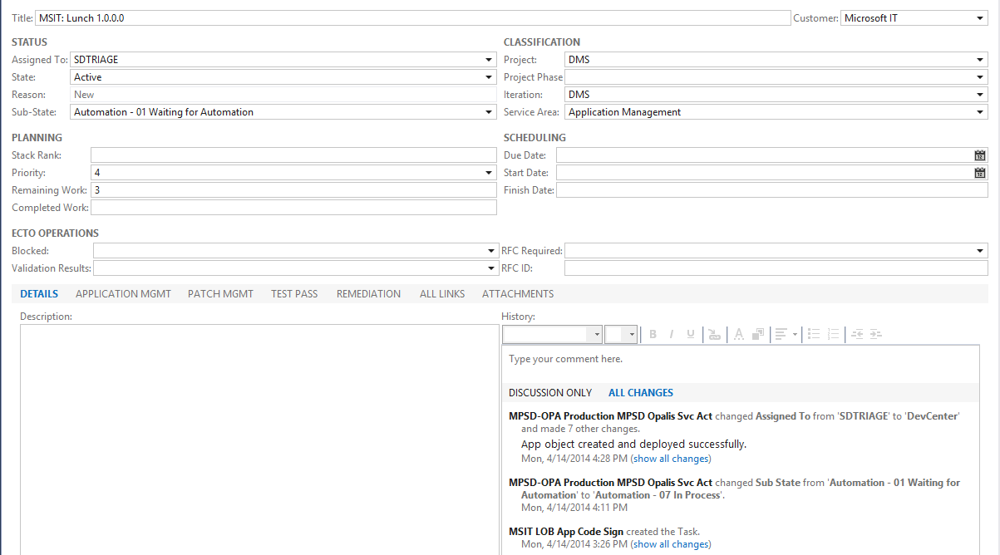 Title: MSIT: Lunch 1.0.0.0 Customer: Microsoft IT
STATUS
Assigned To: SDTRIAGE
State: Active
Reason: New
Sub-State: Automation - 01 Waiting for Automation
CLASSIFICATION
Project: DMS
Project Phase
Iteration: DMS
Service Area: Application Management
PLANNING
Stack Rank:
Priority: 4
Remaining Work: 3
Completed Work:
SCHEDULING
Due Date:
Start Date:
Finish Date:
ECTO OPERATIONS
Blocked: RFC Required:
Validation Results: RFC ID:
DETAILS APPLICATION MGMT PATCH MGMT TEST PASS REMEDIATION ALL LINKS ATTACHMENTS
Description:
History:
B I U A
Type your comment here.
DISCUSSION ONLY ALL CHANGES
MPSD-OPA Production MPSD Opalis Svc Act changed Assigned To from 'SDTRIAGE' to 'DevCenter'
and made 7 other changes.
App object created and deployed successfully.
Mon, 4/14/2014 4:28 PM (show all changes)
MPSD-OPA Production MPSD Opalis Svc Act changed Sub State from 'Automation - 01 Waiting for
Automation' to 'Automation - 07 In Process'.
Mon, 4/14/2014 4:11 PM
MSIT LOB App Code Sign created the Task.
Mon, 4/14/2014 3:26 PM (show all changes)